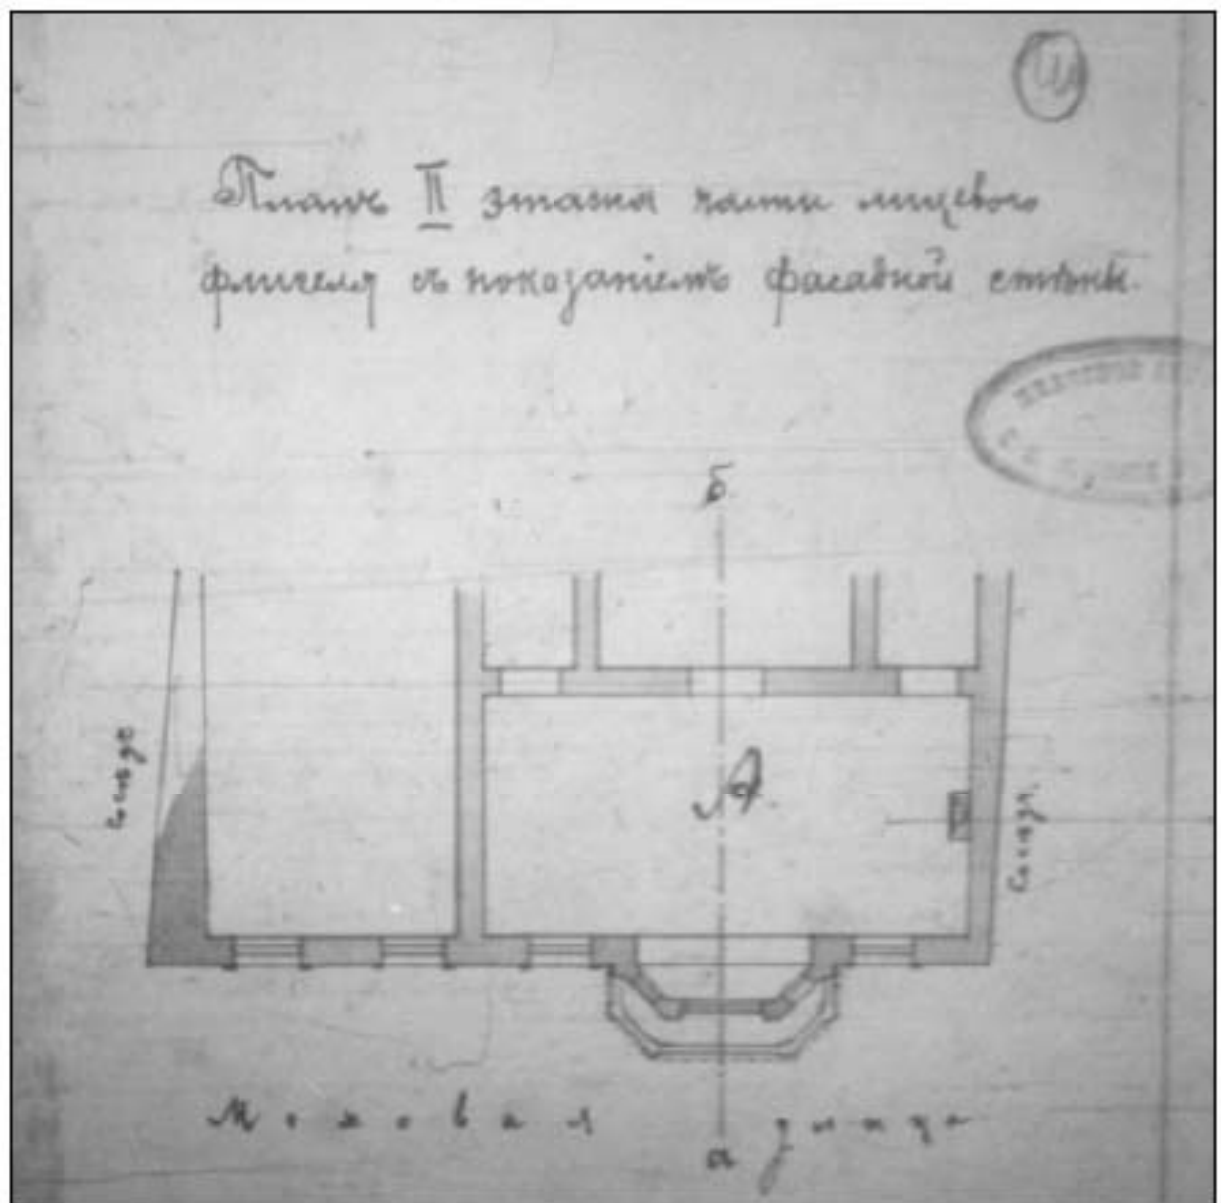 Планъ II этажа части лицевого
флигеля съ показаніемъ фасадной стѣны.
б
Сосѣдъ
А.
Сосѣдъ.
Моховая улица
а